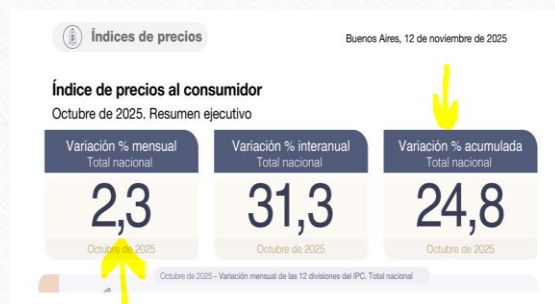 Índices de precios
Buenos Aires, 12 de noviembre de 2025
Índice de precios al consumidor
Octubre de 2025. Resumen ejecutivo
Variación % mensual
Total nacional
2,3
Octubre de 2025
Variación % interanual
Total nacional
31,3
Octubre de 2025
Variación % acumulada
Total nacional
24,8
Octubre de 2025
Octubre de 2025 – Variación mensual de las 12 divisiones del IPC. Total nacional